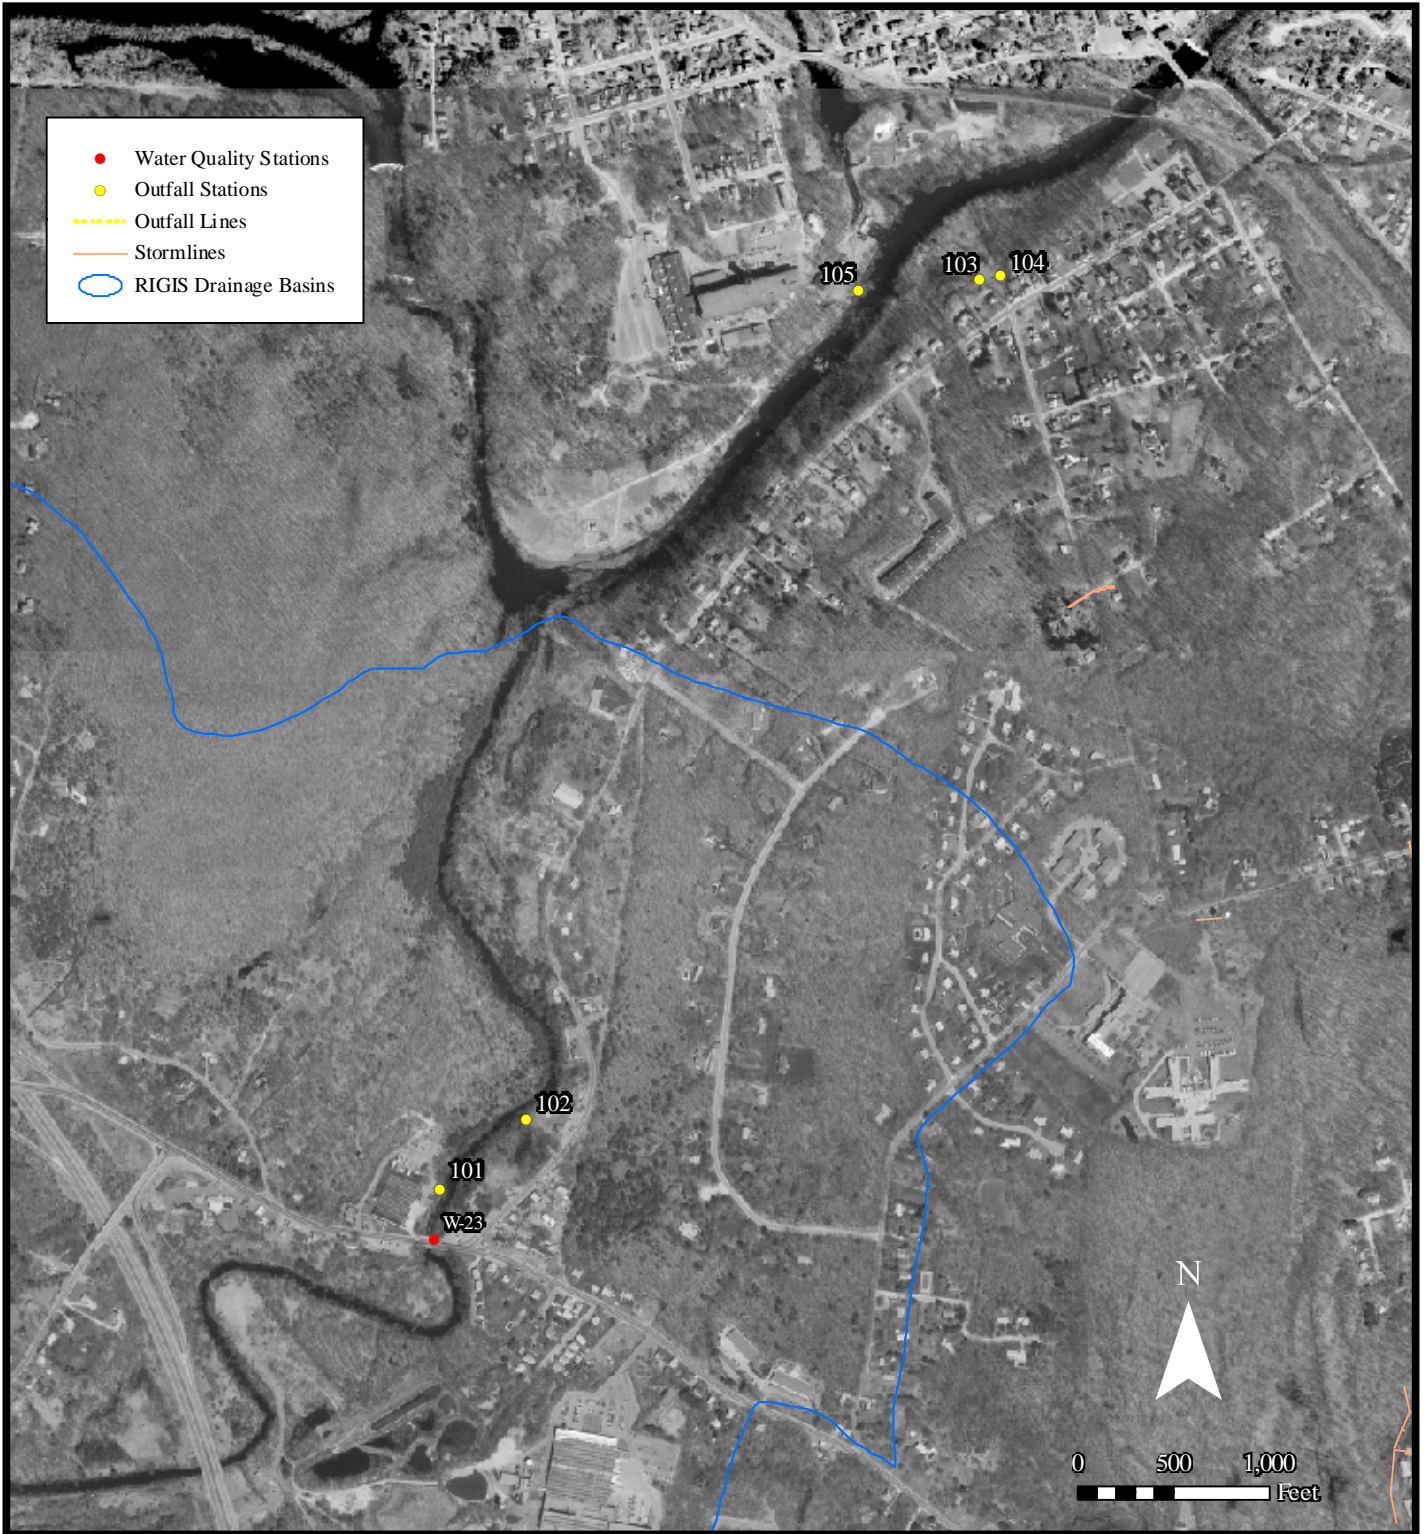 Water Quality Stations
Outfall Stations
Outfall Lines
Stormlines
RIGIS Drainage Basins
105
103
104
102
101
W-23
N
0 500 1,000
Feet